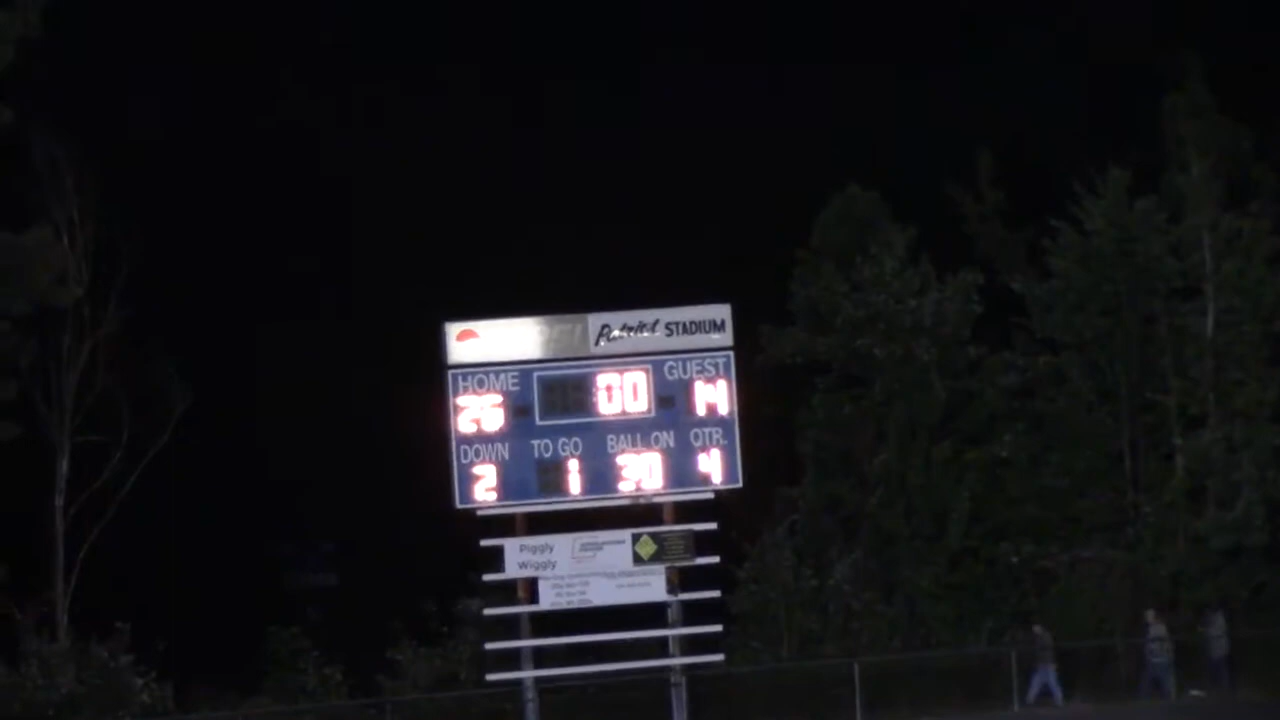 Patriot STADIUM
HOME 00 GUEST
26 14
DOWN TO GO BALL ON QTR.
2 1 30 4
Piggly
Wiggly